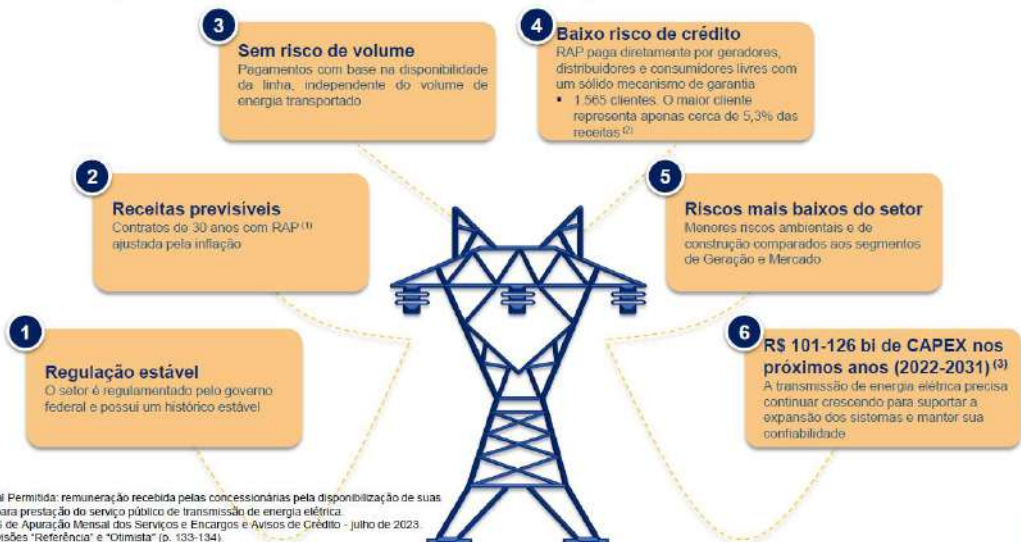 3
Sem risco de volume
Pagamentos com base na disponibilidade
da linha, independente do volume de
energia transportado
4
Baixo risco de crédito
RAP paga diretamente por geradores,
distribuidores e consumidores livres com
um sólido mecanismo de garantia
▪ 1.565 clientes. O maior cliente
representa apenas cerca de 5,3% das
receitas (2)
2
Receitas previsíveis
Contratos de 30 anos com RAP (1)
ajustada pela inflação
5
Riscos mais baixos do setor
Menores riscos ambientais e de
construção comparados aos segmentos
de Geração e Mercado
1
Regulação estável
O setor é regulamentado pelo governo
federal e possui um histórico estável
6
R$ 101-126 bi de CAPEX nos
próximos anos (2022-2031) (3)
A transmissão de energia elétrica precisa
continuar crescendo para suportar a
expansão dos sistemas e manter sua
confiabilidade
Permitida: remuneração recebida pelas concessionárias pela disponibilização de suas
para prestação do serviço público de transmissão de energia elétrica.
de Apuração Mensal dos Serviços e Encargos e Avisos de Crédito - julho de 2023.
"Referência" e "Otimista" (p. 133-134).